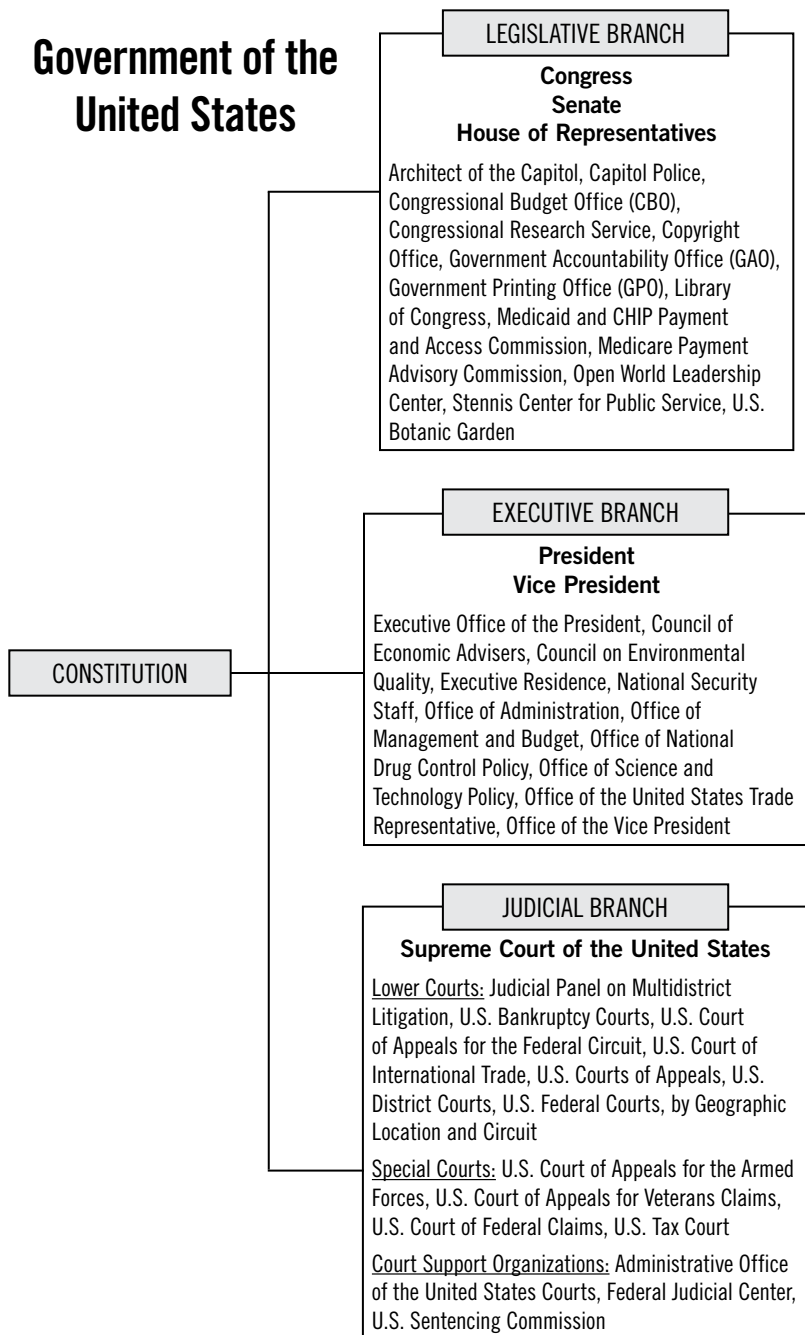 Government of the
United States
LEGISLATIVE BRANCH
Congress
Senate
House of Representatives
Architect of the Capitol, Capitol Police,
Congressional Budget Office (CBO),
Congressional Research Service, Copyright
Office, Government Accountability Office (GAO),
Government Printing Office (GPO), Library
of Congress, Medicaid and CHIP Payment
and Access Commission, Medicare Payment
Advisory Commission, Open World Leadership
Center, Stennis Center for Public Service, U.S.
Botanic Garden
EXECUTIVE BRANCH
President
Vice President
Executive Office of the President, Council of
Economic Advisers, Council on Environmental
Quality, Executive Residence, National Security
Staff, Office of Administration, Office of
Management and Budget, Office of National
Drug Control Policy, Office of Science and
Technology Policy, Office of the United States Trade
Representative, Office of the Vice President
CONSTITUTION
JUDICIAL BRANCH
Supreme Court of the United States
Lower Courts: Judicial Panel on Multidistrict
Litigation, U.S. Bankruptcy Courts, U.S. Court
of Appeals for the Federal Circuit, U.S. Court of
International Trade, U.S. Courts of Appeals, U.S.
District Courts, U.S. Federal Courts, by Geographic
Location and Circuit
Special Courts: U.S. Court of Appeals for the Armed
Forces, U.S. Court of Appeals for Veterans Claims,
U.S. Court of Federal Claims, U.S. Tax Court
Court Support Organizations: Administrative Office
of the United States Courts, Federal Judicial Center,
U.S. Sentencing Commission